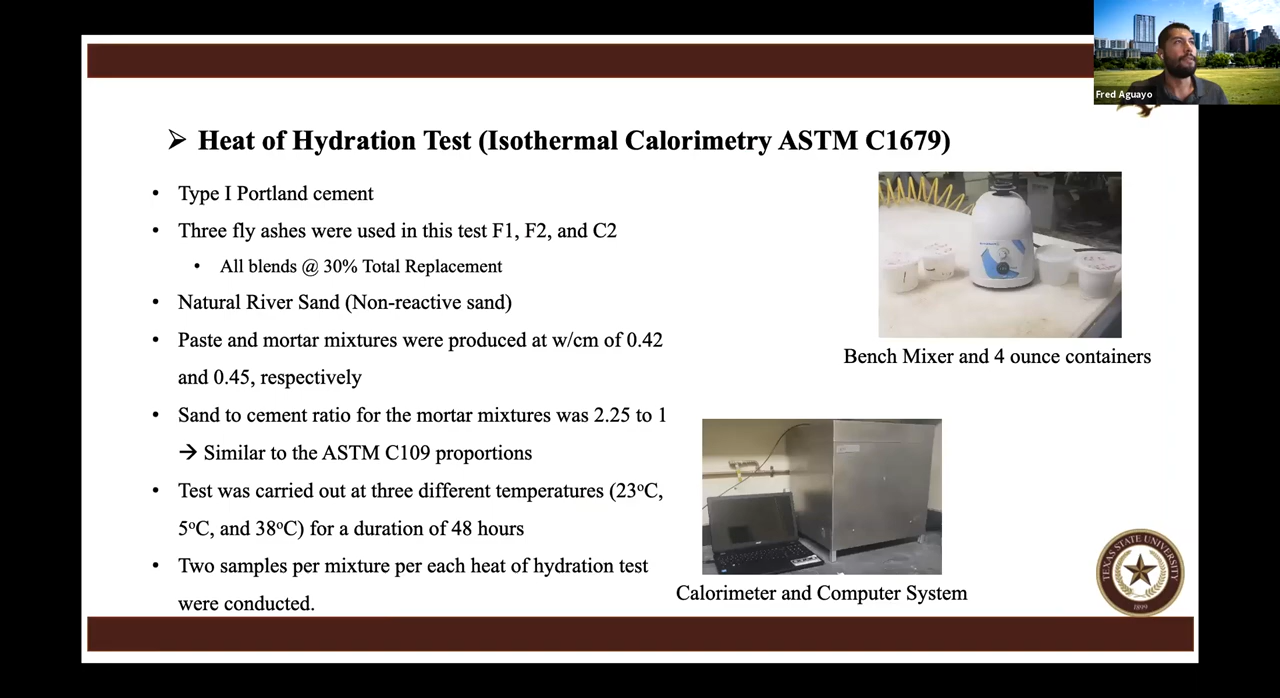 Fred Aguayo
➢ Heat of Hydration Test (Isothermal Calorimetry ASTM C1679)
• Type I Portland cement
• Three fly ashes were used in this test F1, F2, and C2
• All blends @ 30% Total Replacement
• Natural River Sand (Non-reactive sand)
• Paste and mortar mixtures were produced at w/cm of 0.42
and 0.45, respectively
• Sand to cement ratio for the mortar mixtures was 2.25 to 1
→ Similar to the ASTM C109 proportions
• Test was carried out at three different temperatures (23ºC,
5ºC, and 38ºC) for a duration of 48 hours
• Two samples per mixture per each heat of hydration test
were conducted.
Bench Mixer and 4 ounce containers
Calorimeter and Computer System
TEXAS STATE UNIVERSITY
1899